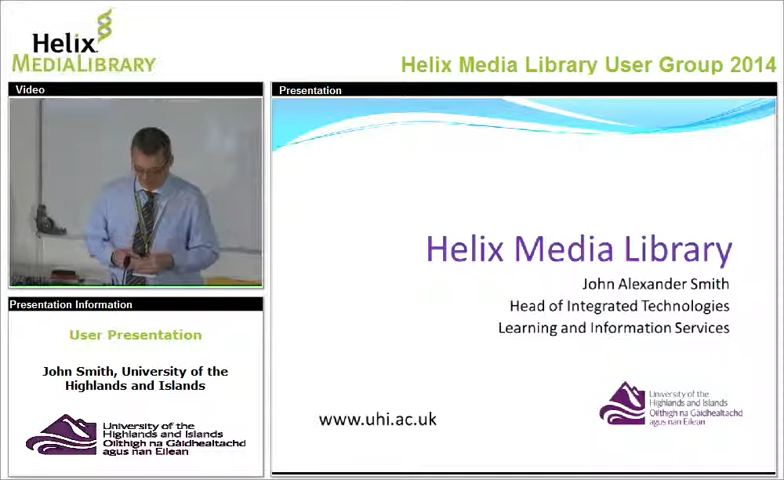 Helix
MEDIALIBRARY
Helix Media Library User Group 2014
Video
Presentation
Helix Media Library
John Alexander Smith
Head of Integrated Technologies
Learning and Information Services
www.uhi.ac.uk
University of the
Highlands and Islands
Oilthigh na Gàidhealtachd
agus nan Eilean
Presentation Information
User Presentation
John Smith, University of the
Highlands and Islands
University of the
Highlands and Islands
Oilthigh na Gàidhealtachd
agus nan Eilean